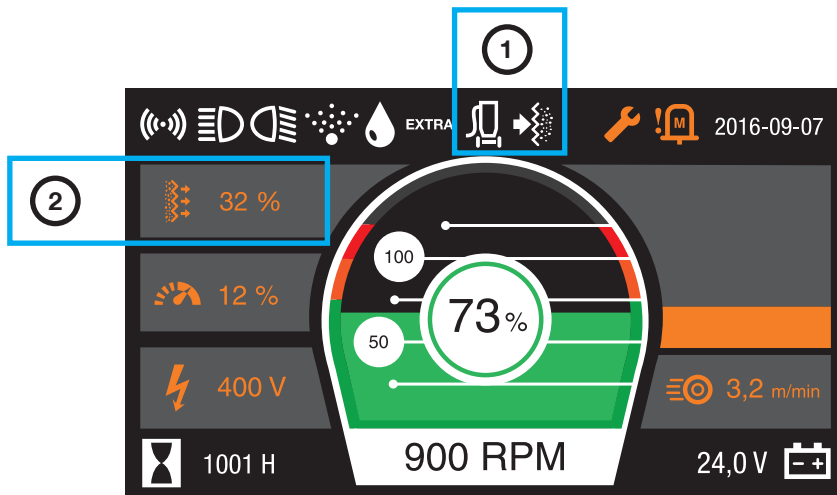 1
EXTRA
M
2016-09-07
2
32 %
100
12 %
73%
50
400 V
3,2 m/min
1001 H
900 RPM
24,0 V